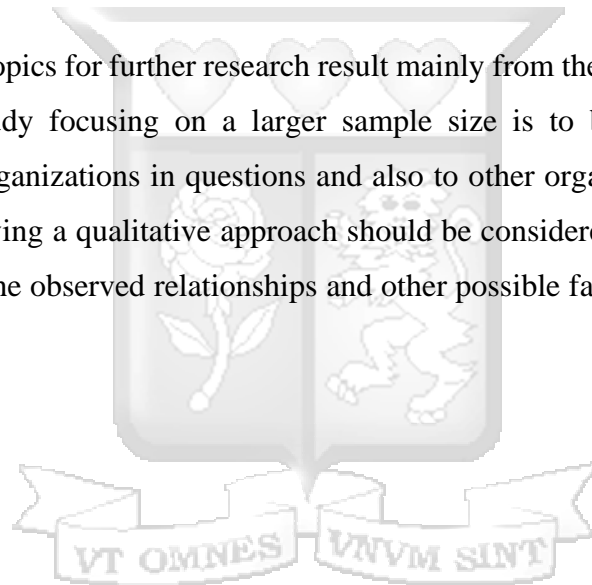 opics for further research result mainly from the
dy focusing on a larger sample size is to b
ganizations in questions and also to other orga
ing a qualitative approach should be considere
ne observed relationships and other possible fa
VT OMNES VNVM SINT